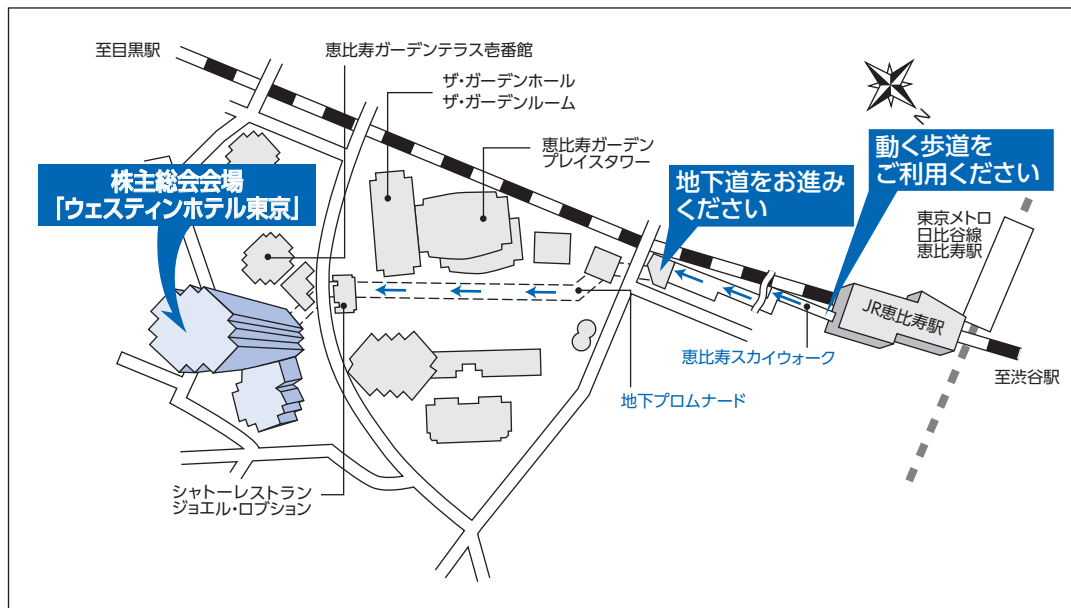 至目黒駅
恵比寿ガーデンテラス壱番館
ザ・ガーデンホール
ザ・ガーデンルーム
恵比寿ガーデン
プレイスタワー
N
動く歩道を
ご利用ください
地下道をお進み
ください
株主総会会場
「ウェスティンホテル東京」
東京メトロ
日比谷線
恵比寿駅
JR恵比寿駅
恵比寿スカイウォーク
至渋谷駅
地下プロムナード
シャトーレストラン
ジョエル・ロブション